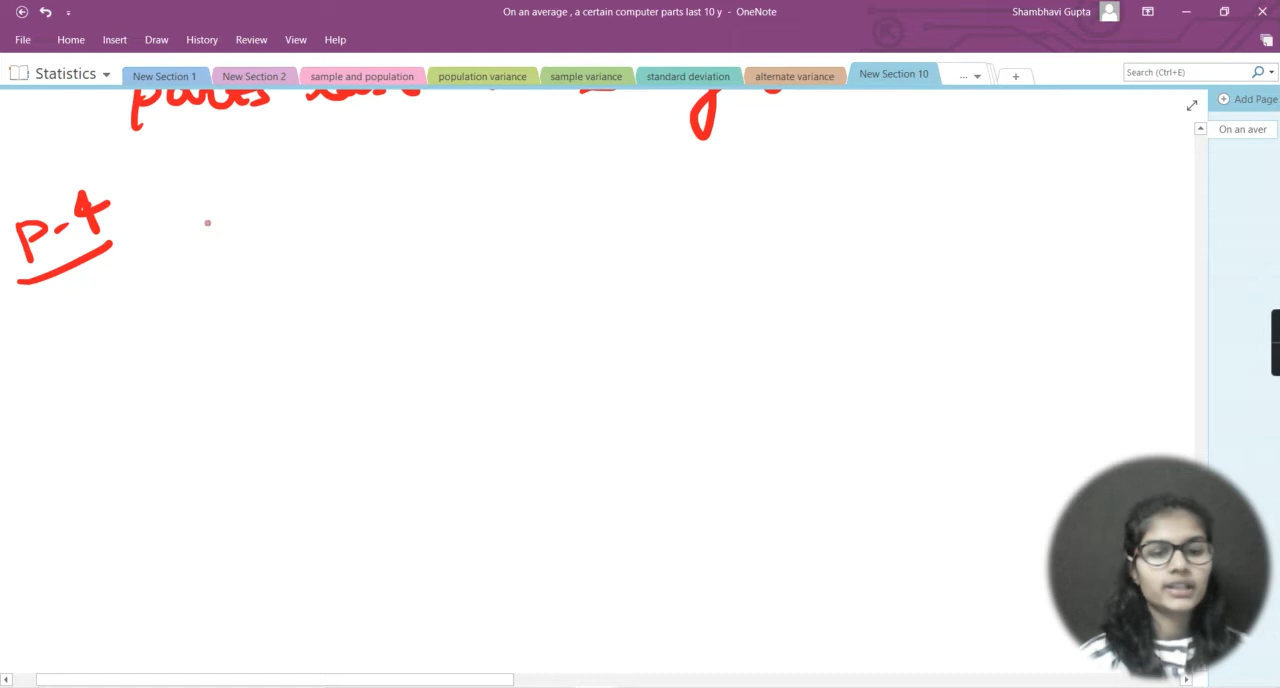 On an average , a certain computer parts last 10 y - OneNote
Shambhavi Gupta
File Home Insert Draw History Review View Help
Statistics New Section 1 New Section 2 sample and population population variance sample variance standard deviation alternate variance New Section 10 ... + Search (Ctrl+E)
Add Page
On an aver
parts last
P-4